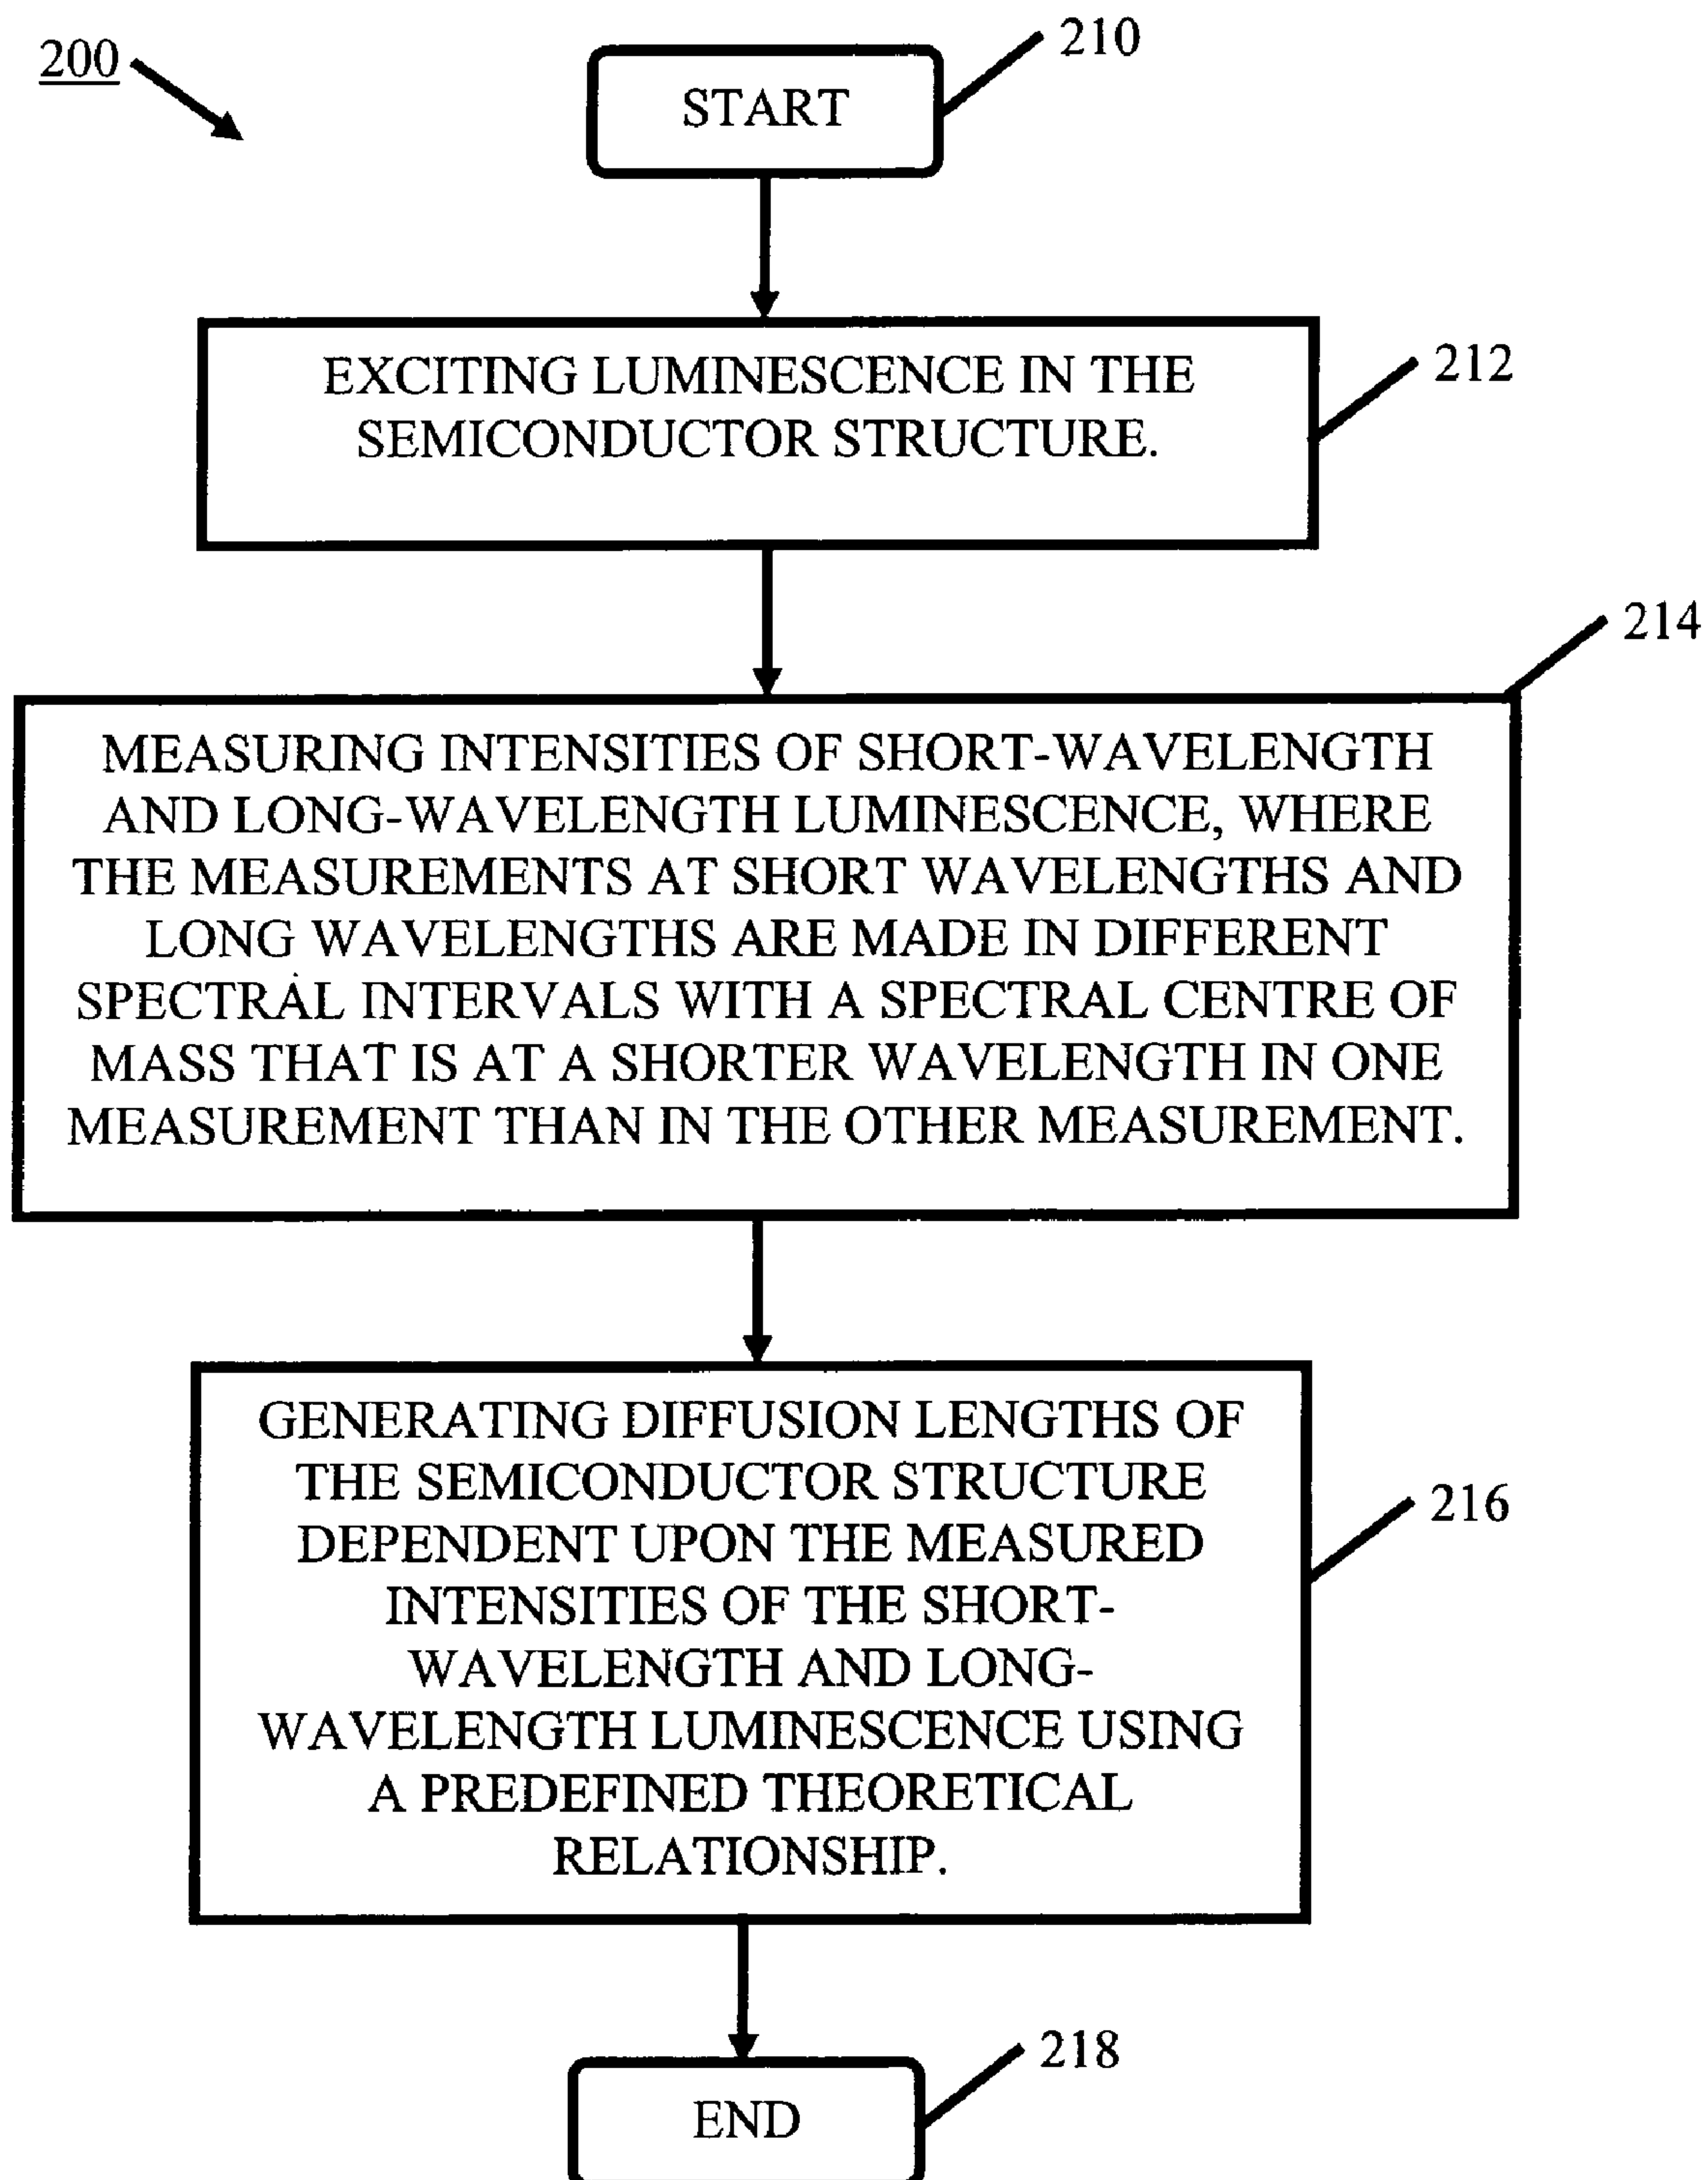 200
210
START
EXCITING LUMINESCENCE IN THE
SEMICONDUCTOR STRUCTURE.
212
214
MEASURING INTENSITIES OF SHORT-WAVELENGTH
AND LONG-WAVELENGTH LUMINESCENCE, WHERE
THE MEASUREMENTS AT SHORT WAVELENGTHS AND
LONG WAVELENGTHS ARE MADE IN DIFFERENT
SPECTRAL INTERVALS WITH A SPECTRAL CENTRE OF
MASS THAT IS AT A SHORTER WAVELENGTH IN ONE
MEASUREMENT THAN IN THE OTHER MEASUREMENT.
GENERATING DIFFUSION LENGTHS OF
THE SEMICONDUCTOR STRUCTURE
DEPENDENT UPON THE MEASURED
INTENSITIES OF THE SHORT-
WAVELENGTH AND LONG-
WAVELENGTH LUMINESCENCE USING
A PREDEFINED THEORETICAL
RELATIONSHIP.
216
218
END